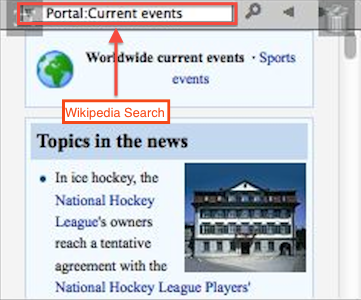 Portal:Current events
Worldwide current events · Sports
events
Wikipedia Search
Topics in the news
• In ice hockey, the
National Hockey
League's owners
reach a tentative
agreement with the
National Hockey League Players'